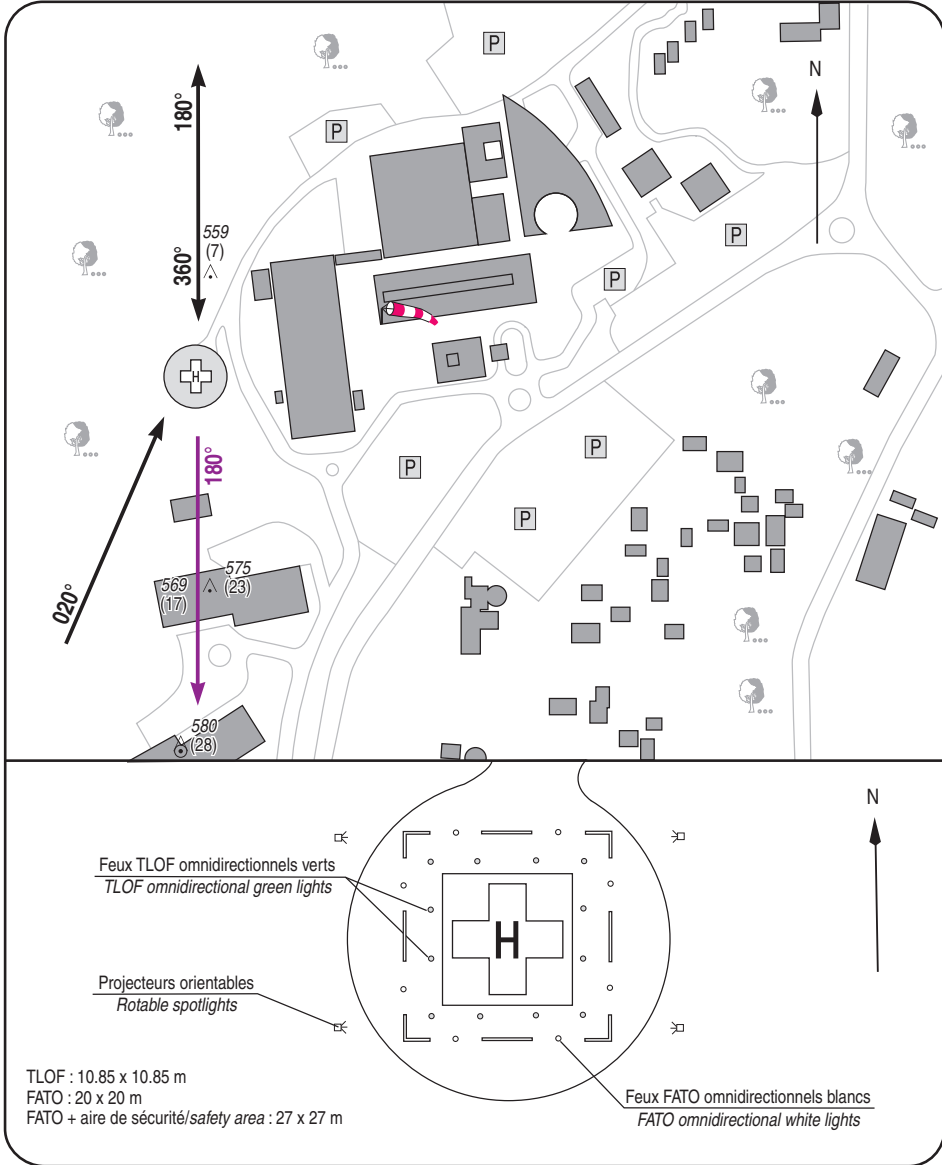 P
N
180°
P
559
(7)
360°
P
P
H
180°
P
P
P
020°
569
(17)
575
(23)
580
(28)
N
Feux TLOF omnidirectionnels verts
TLOF omnidirectional green lights
H
Projecteurs orientables
Rotable spotlights
TLOF : 10.85 x 10.85 m
FATO : 20 x 20 m
FATO + aire de sécurité/safety area : 27 x 27 m
Feux FATO omnidirectionnels blancs
FATO omnidirectional white lights